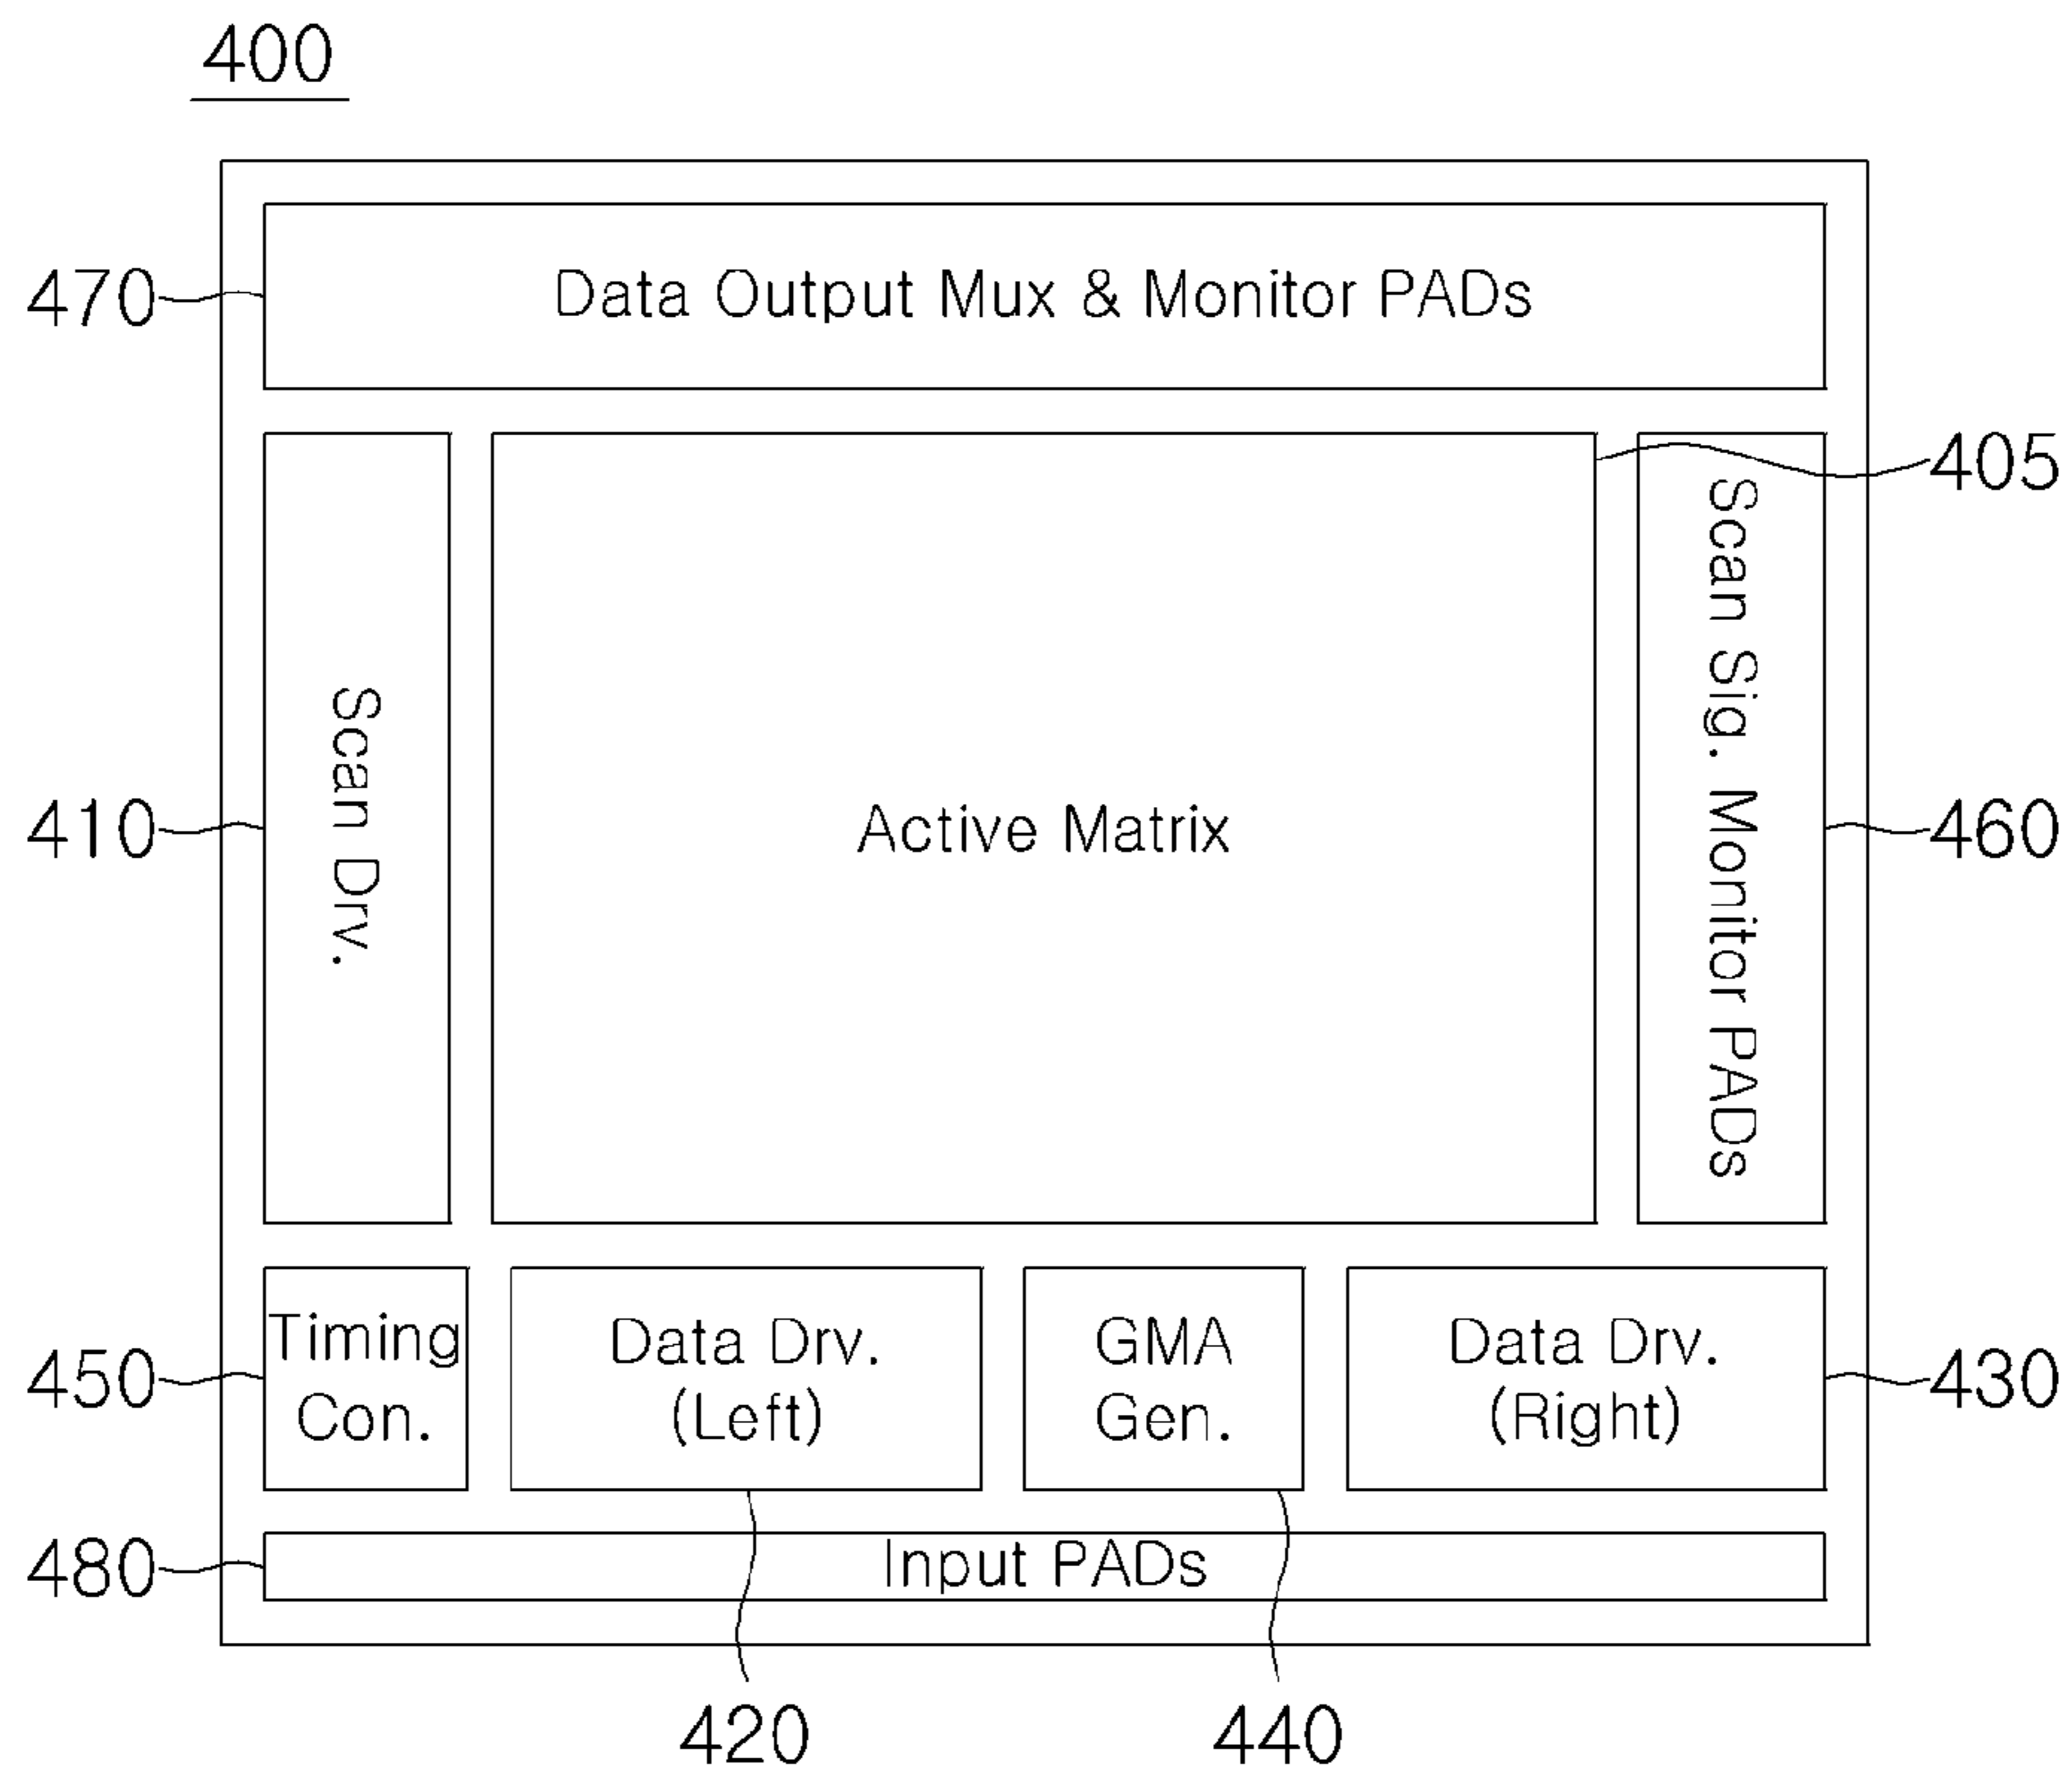 400
470
Data Output Mux & Monitor PADs
405
410
Scan Drv.
Active Matrix
Scan Sig. Monitor PADs
460
450
Timing
Con.
Data Drv.
(Left)
GMA
Gen.
Data Drv.
(Right)
430
480
Input PADs
420
440